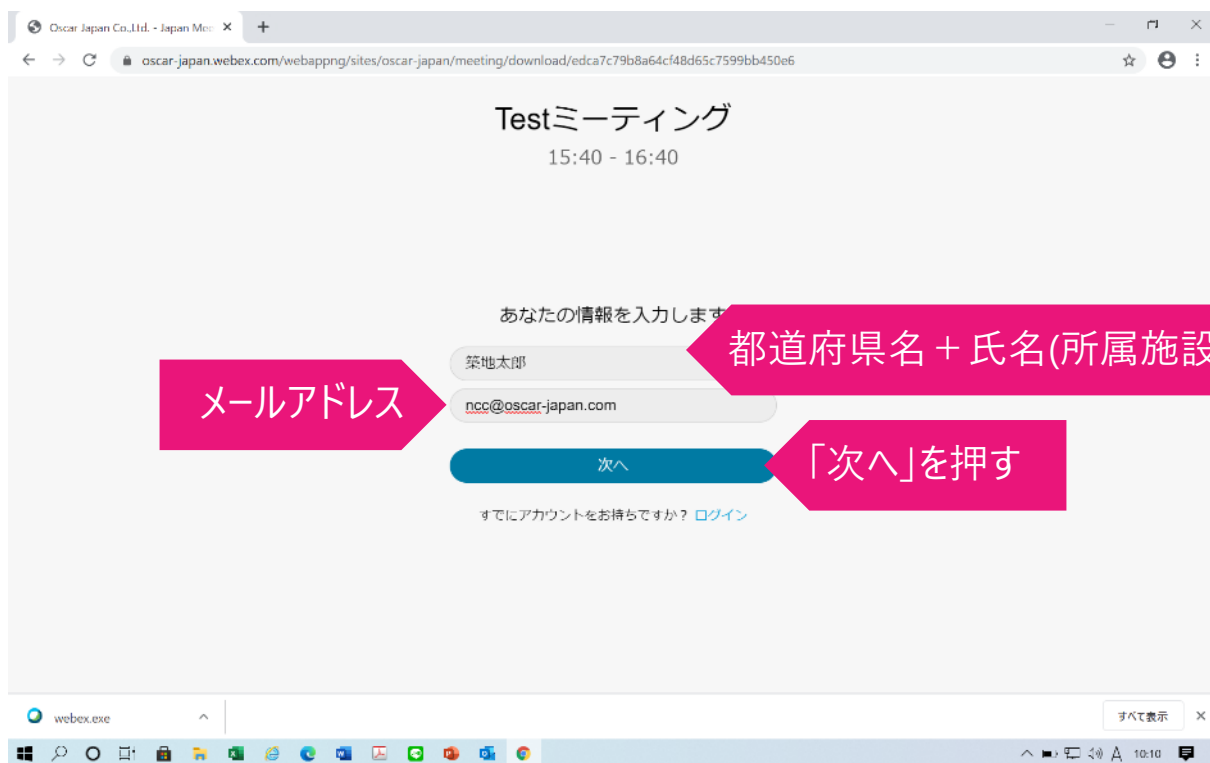 Oscar Japan Co.,Ltd. - Japan Mee
oscar-japan.webex.com/webappng/sites/oscar-japan/meeting/download/edca7c79b8a64cf48d65c7599bb450e6
Testミーティング
15:40 - 16:40
あなたの情報を入力します
都道府県名＋氏名(所属施設
築地太郎
メールアドレス
ncc@oscar-japan.com
次へ
「次へ」を押す
すでにアカウントをお持ちですか？ ログイン
webex.exe
すべて表示
A 10:10